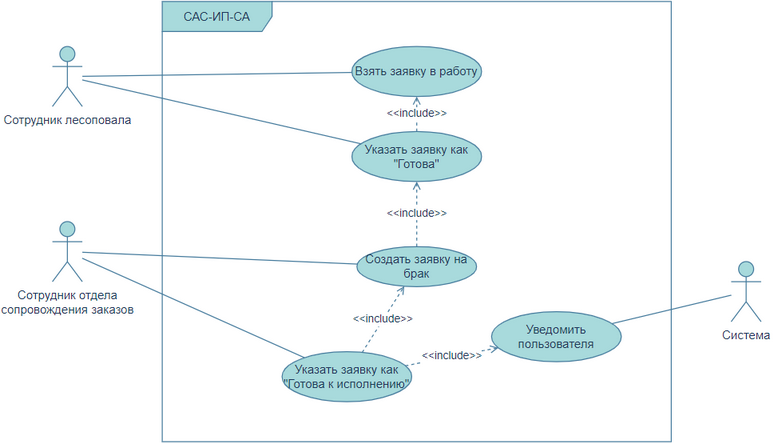 САС-ИП-СА
Взять заявку в работу
<<include>>
Сотрудник лесоповала
Указать заявку как
"Готова"
<<include>>
Создать заявку на
брак
Сотрудник отдела
сопровождения заказов
<<include>>
Уведомить
пользователя
Система
<<include>>
Указать заявку как
"Готова к исполнению"